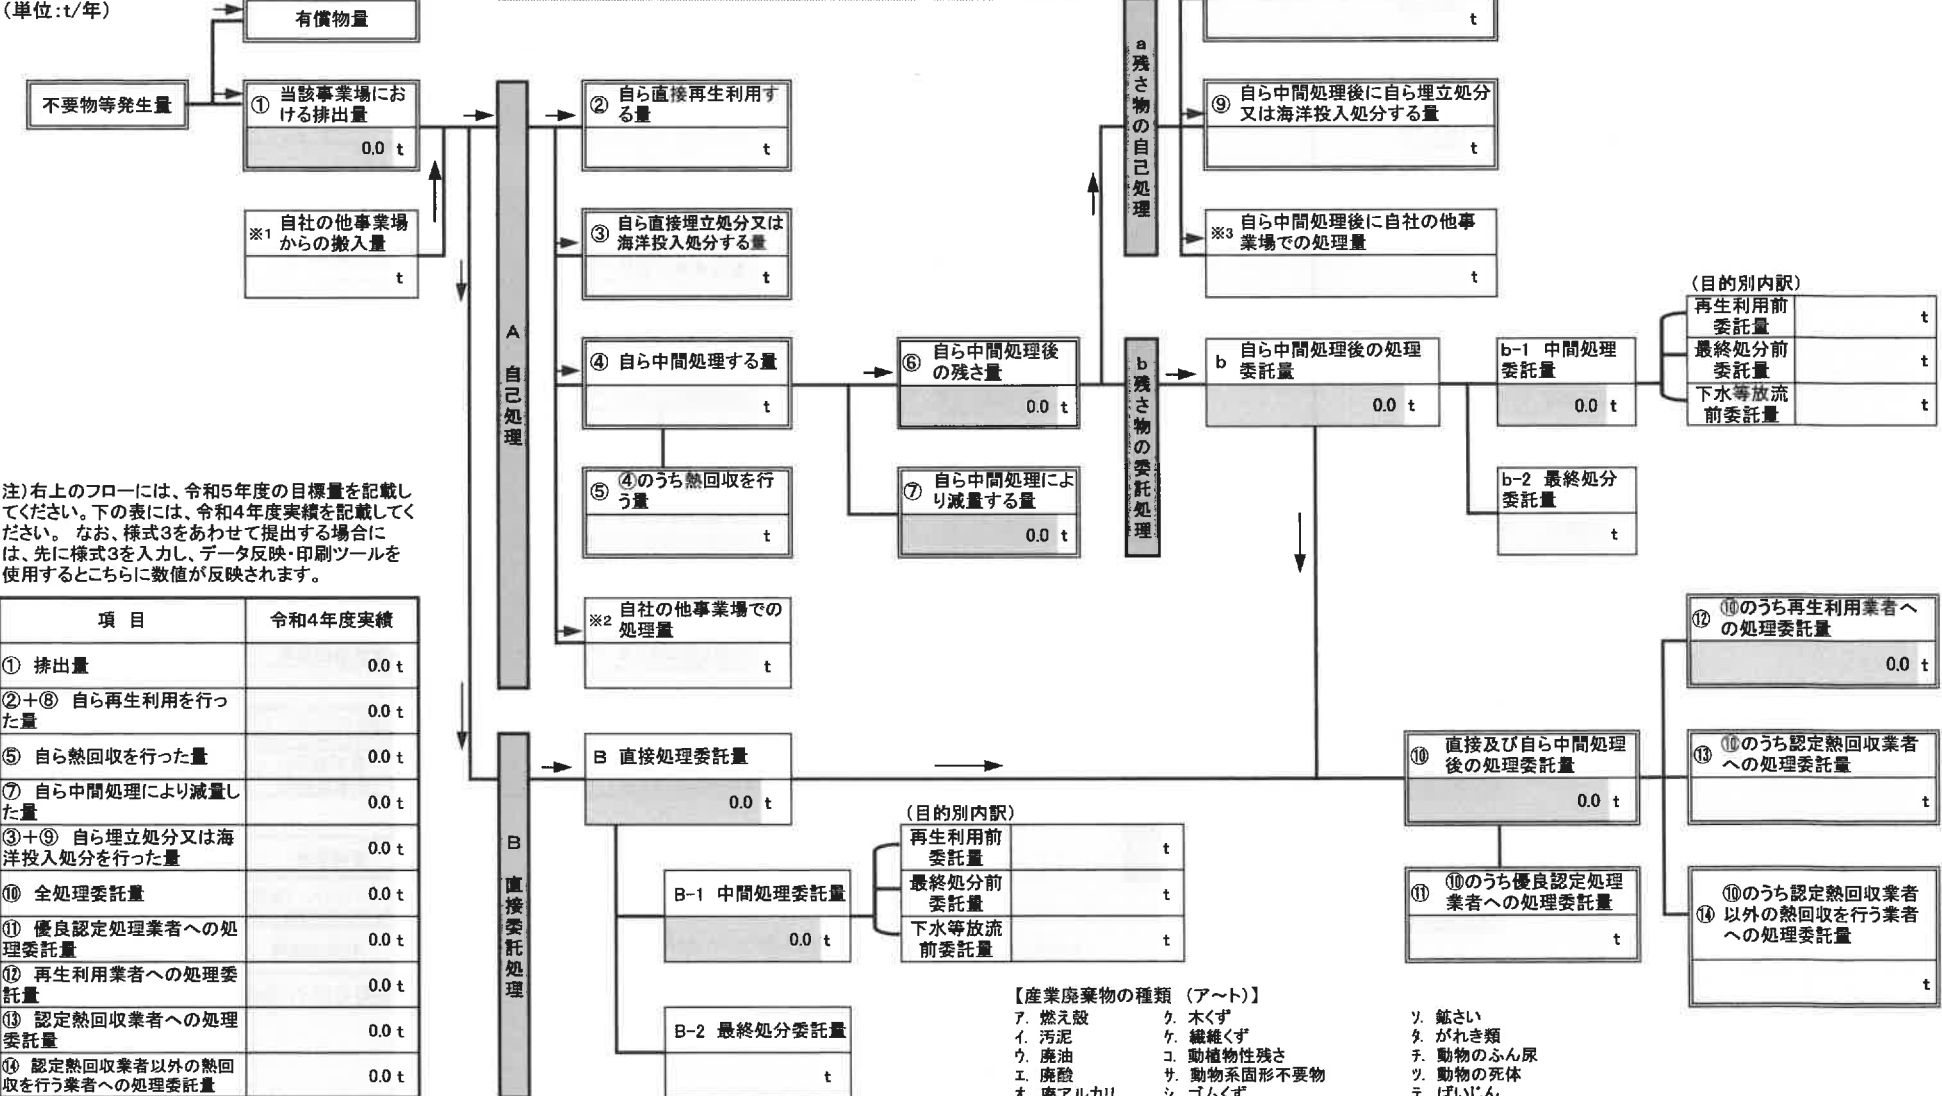 (単位:t/年)
有償物量
不要物等発生量
① 当該事業場にお
ける排出量
0.0 t
※1 自社の他事業場
からの搬入量
t
A 自己処理
② 自ら直接再生利用す
る量
t
③ 自ら直接埋立処分又は
海洋投入処分する量
t
④ 自ら中間処理する量
t
⑤ ④のうち熱回収を行
う量
t
※2 自社の他事業場での
処理量
t
⑥ 自ら中間処理後
の残さ量
0.0 t
⑦ 自ら中間処理によ
り減量する量
0.0 t
a 残さ物の自己処理
t
⑨ 自ら中間処理後に自ら埋立処分
又は海洋投入処分する量
t
※3 自ら中間処理後に自社の他事
業場での処理量
t
b 残さ物の委託処理
b 自ら中間処理後の処理
委託量
0.0 t
b-1 中間処理
委託量
0.0 t
b-2 最終処分
委託量
t
(目的別内訳)
再生利用前
委託量 t
最終処分前
委託量 t
下水等放流
前委託量 t
注)右上のフローには、令和5年度の目標量を記載し
てください。下の表には、令和4年度実績を記載してく
ださい。 なお、様式3をあわせて提出する場合に
は、先に様式3を入力し、データ反映・印刷ツールを
使用するとこちらに数値が反映されます。
項 目 令和4年度実績
① 排出量 0.0 t
②+⑧ 自ら再生利用を行っ
た量 0.0 t
⑤ 自ら熱回収を行った量 0.0 t
⑦ 自ら中間処理により減量し
た量 0.0 t
③+⑨ 自ら埋立処分又は海
洋投入処分を行った量 0.0 t
⑩ 全処理委託量 0.0 t
⑪ 優良認定処理業者への処
理委託量 0.0 t
⑫ 再生利用業者への処理委
託量 0.0 t
⑬ 認定熱回収業者への処理
委託量 0.0 t
⑭ 認定熱回収業者以外の熱回
収を行う業者への処理委託量 0.0 t
B 直接委託処理
B 直接処理委託量
0.0 t
B-1 中間処理委託量
0.0 t
B-2 最終処分委託量
t
(目的別内訳)
再生利用前
委託量 t
最終処分前
委託量 t
下水等放流
前委託量 t
⑩ 直接及び自ら中間処理
後の処理委託量
0.0 t
⑪ ⑩のうち優良認定処理
業者への処理委託量
t
⑫ ⑩のうち再生利用業者へ
の処理委託量
0.0 t
⑬ ⑩のうち認定熱回収業者
への処理委託量
t
⑭ ⑩のうち認定熱回収業者
以外の熱回収を行う業者
への処理委託量
t
【産業廃棄物の種類 (ア~ト)】
ア. 燃え殻 ク. 木くず ソ. 鉱さい
イ. 汚泥 ケ. 繊維くず タ. がれき類
ウ. 廃油 コ. 動植物性残さ チ. 動物のふん尿
エ. 廃酸 サ. 動物系固形不要物 ツ. 動物の死体
オ. 廃アルカリ シ. ゴムくず テ. ばいじん